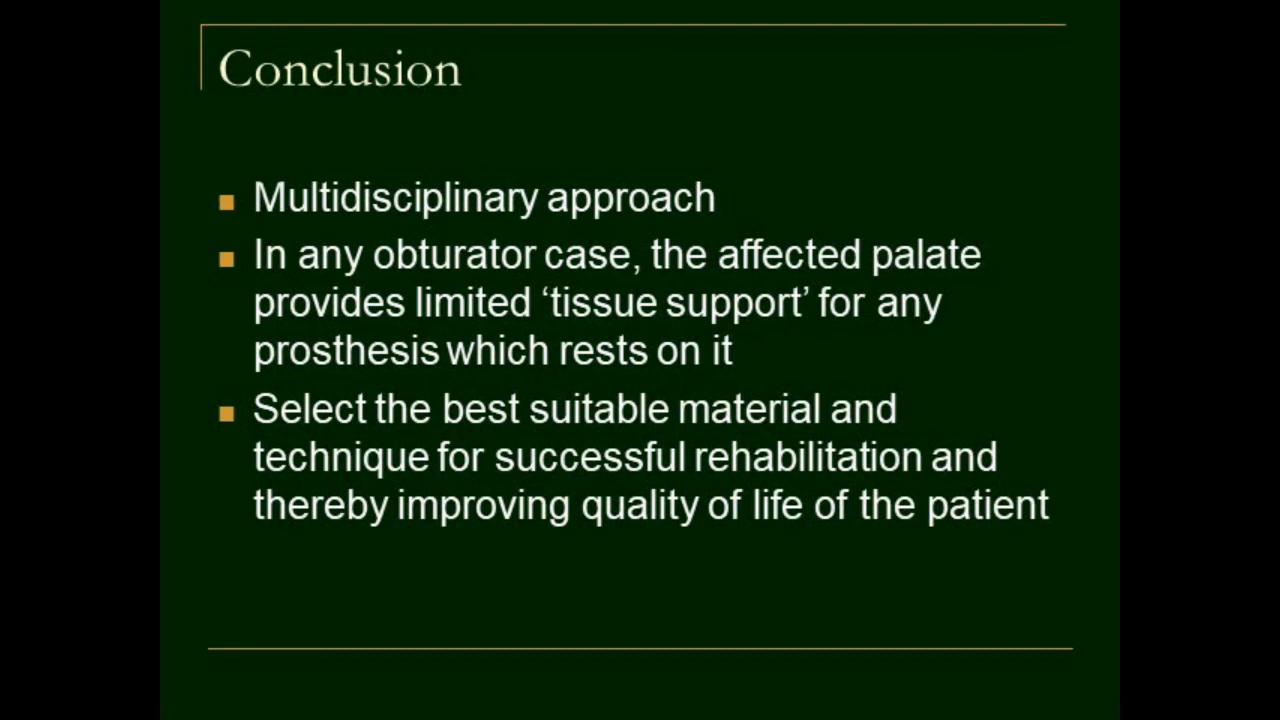 Conclusion
Multidisciplinary approach
In any obturator case, the affected palate
provides limited ‘tissue support’ for any
prosthesis which rests on it
Select the best suitable material and
technique for successful rehabilitation and
thereby improving quality of life of the patient